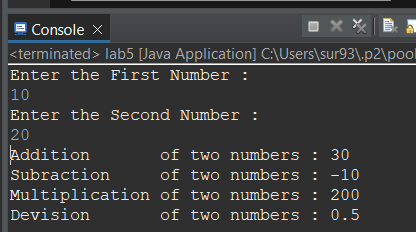 Console
<terminated> lab5 [Java Application] C:\Users\sur93\.p2\pool
Enter the First Number :
10
Enter the Second Number :
20
Addition       of two numbers : 30
Subraction     of two numbers : -10
Multiplication of two numbers : 200
Devision       of two numbers : 0.5